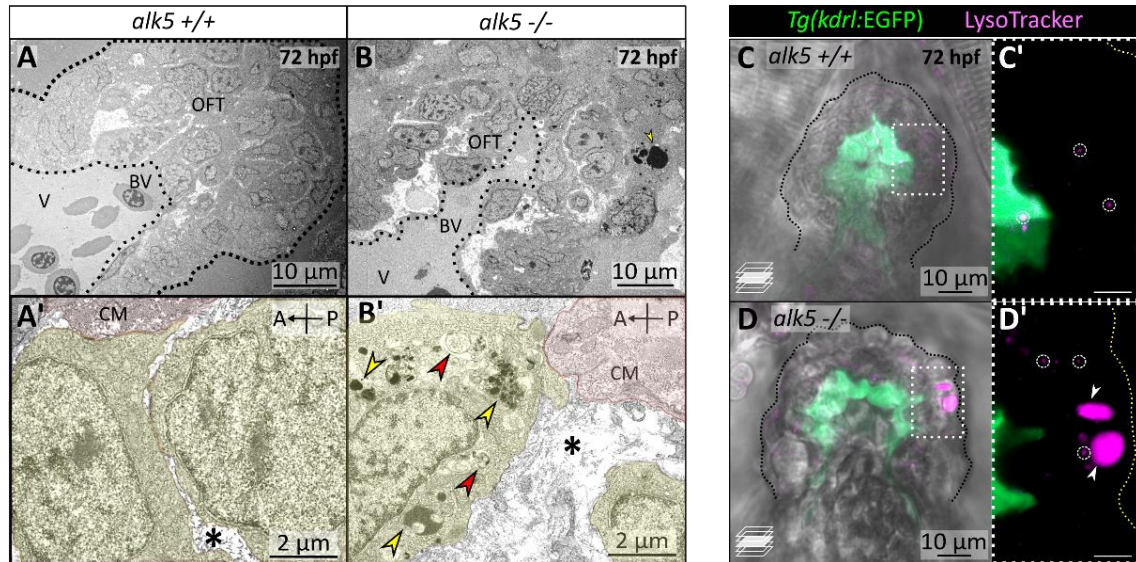 alk5 +/+
alk5 -/-
Tg(kdrl:EGFP) LysoTracker
A
72 hpf
OFT
BV
V
10 µm
B
72 hpf
OFT
BV
V
10 µm
C
alk5 +/+
72 hpf
10 µm
C'
A'
CM
A P
*
2 µm
B'
A P
CM
*
2 µm
D
alk5 -/-
10 µm
D'